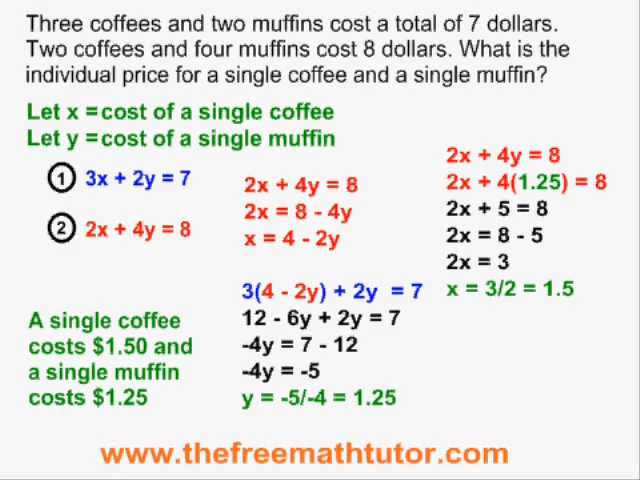 Three coffees and two muffins cost a total of 7 dollars.
Two coffees and four muffins cost 8 dollars. What is the
individual price for a single coffee and a single muffin?
Let x =cost of a single coffee
Let y =cost of a single muffin
1 3x + 2y = 7
2 2x + 4y = 8
2x + 4y = 8
2x = 8 - 4y
x = 4 - 2y
3(4 - 2y) + 2y = 7
12 - 6y + 2y = 7
-4y = 7 - 12
-4y = -5
y = -5/-4 = 1.25
2x + 4y = 8
2x + 4(1.25) = 8
2x + 5 = 8
2x = 8 - 5
2x = 3
x = 3/2 = 1.5
A single coffee
costs $1.50 and
a single muffin
costs $1.25
www.thefreemathtutor.com